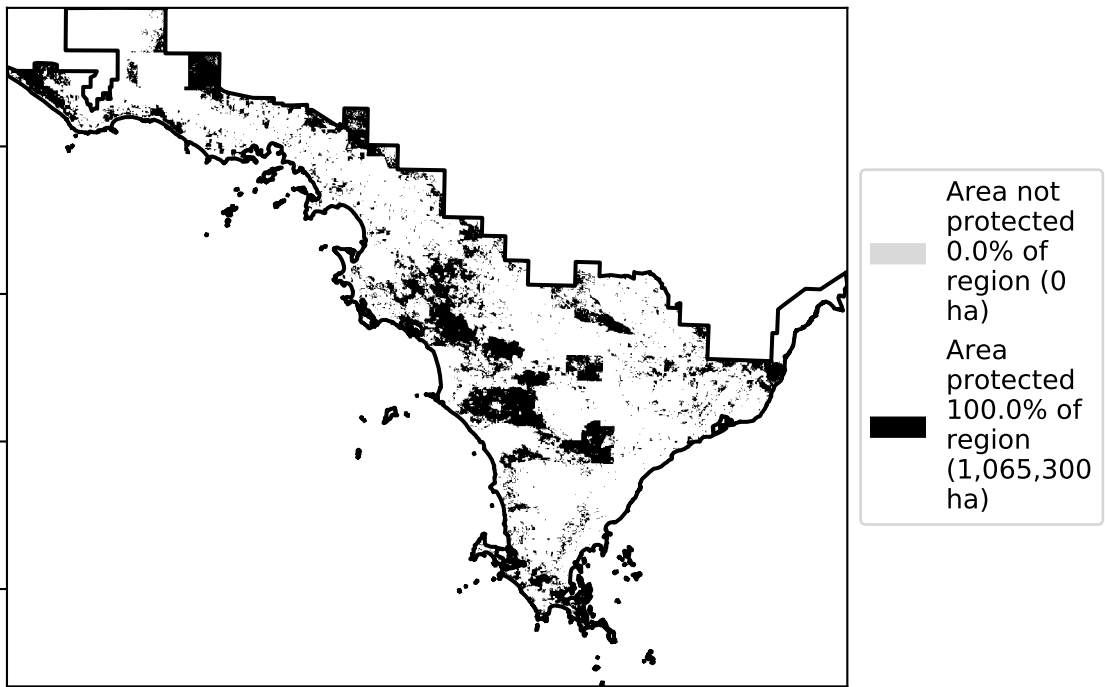 Area not
protected
0.0% of
region (0
ha)
Area
protected
100.0% of
region
(1,065,300
ha)